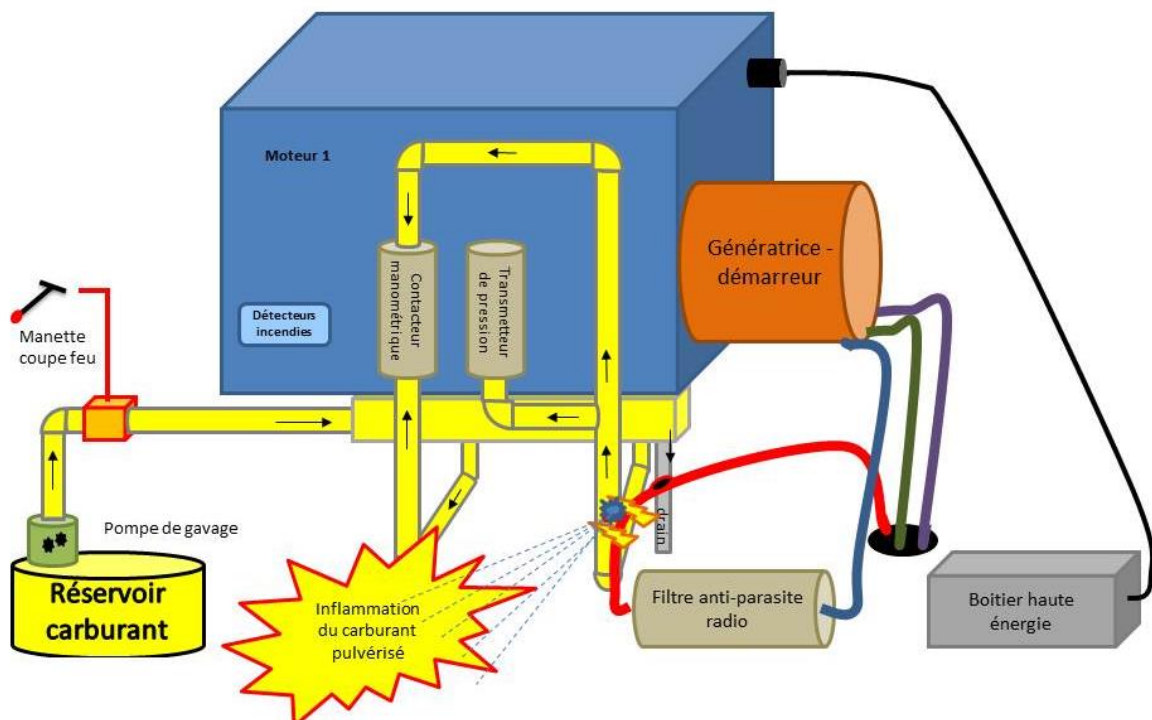 Moteur 1
Génératrice -
démarreur
Contacteur
manométrique
Transmetteur
de pression
Détecteurs
incendies
Manette
coupe feu
Pompe de gavage
Réservoir
carburant
Inflammation
du carburant
pulvérisé
drain
Filtre anti-parasite
radio
Boitier haute
énergie